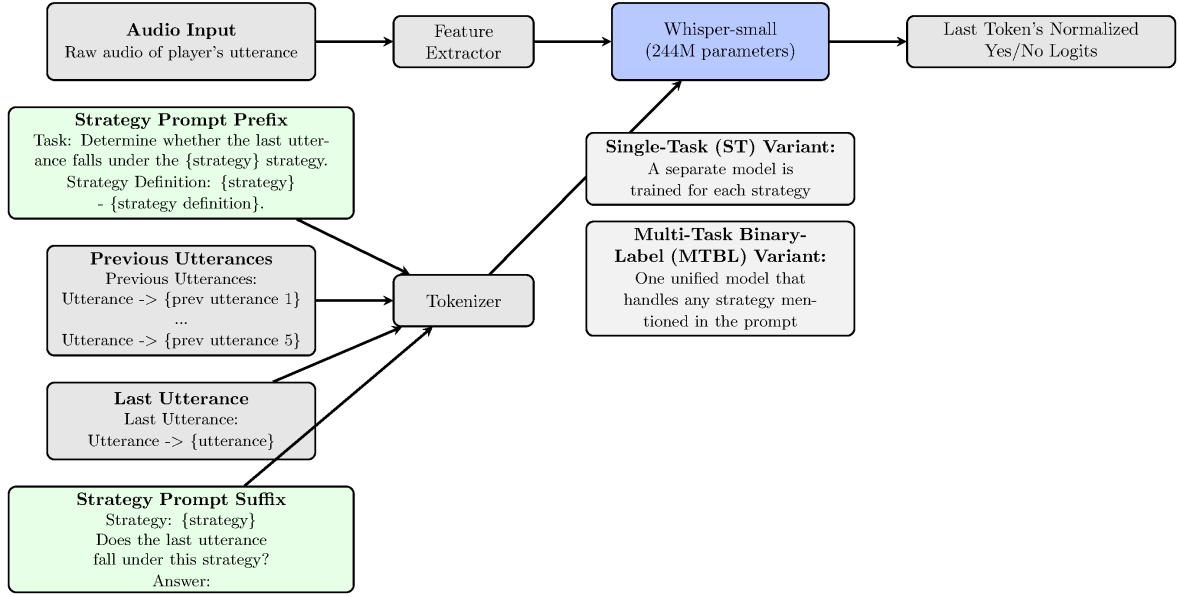 Audio Input
Raw audio of player's utterance
Feature
Extractor
Whisper-small
(244M parameters)
Last Token's Normalized
Yes/No Logits
Strategy Prompt Prefix
Task: Determine whether the last utter-
ance falls under the {strategy} strategy.
Strategy Definition: {strategy}
- {strategy definition}.
Previous Utterances
Previous Utterances:
Utterance -> {prev utterance 1}
...
Utterance -> {prev utterance 5}
Last Utterance
Last Utterance:
Utterance -> {utterance}
Strategy Prompt Suffix
Strategy: {strategy}
Does the last utterance
fall under this strategy?
Answer:
Tokenizer
Single-Task (ST) Variant:
A separate model is
trained for each strategy
Multi-Task Binary-
Label (MTBL) Variant:
One unified model that
handles any strategy men-
tioned in the prompt